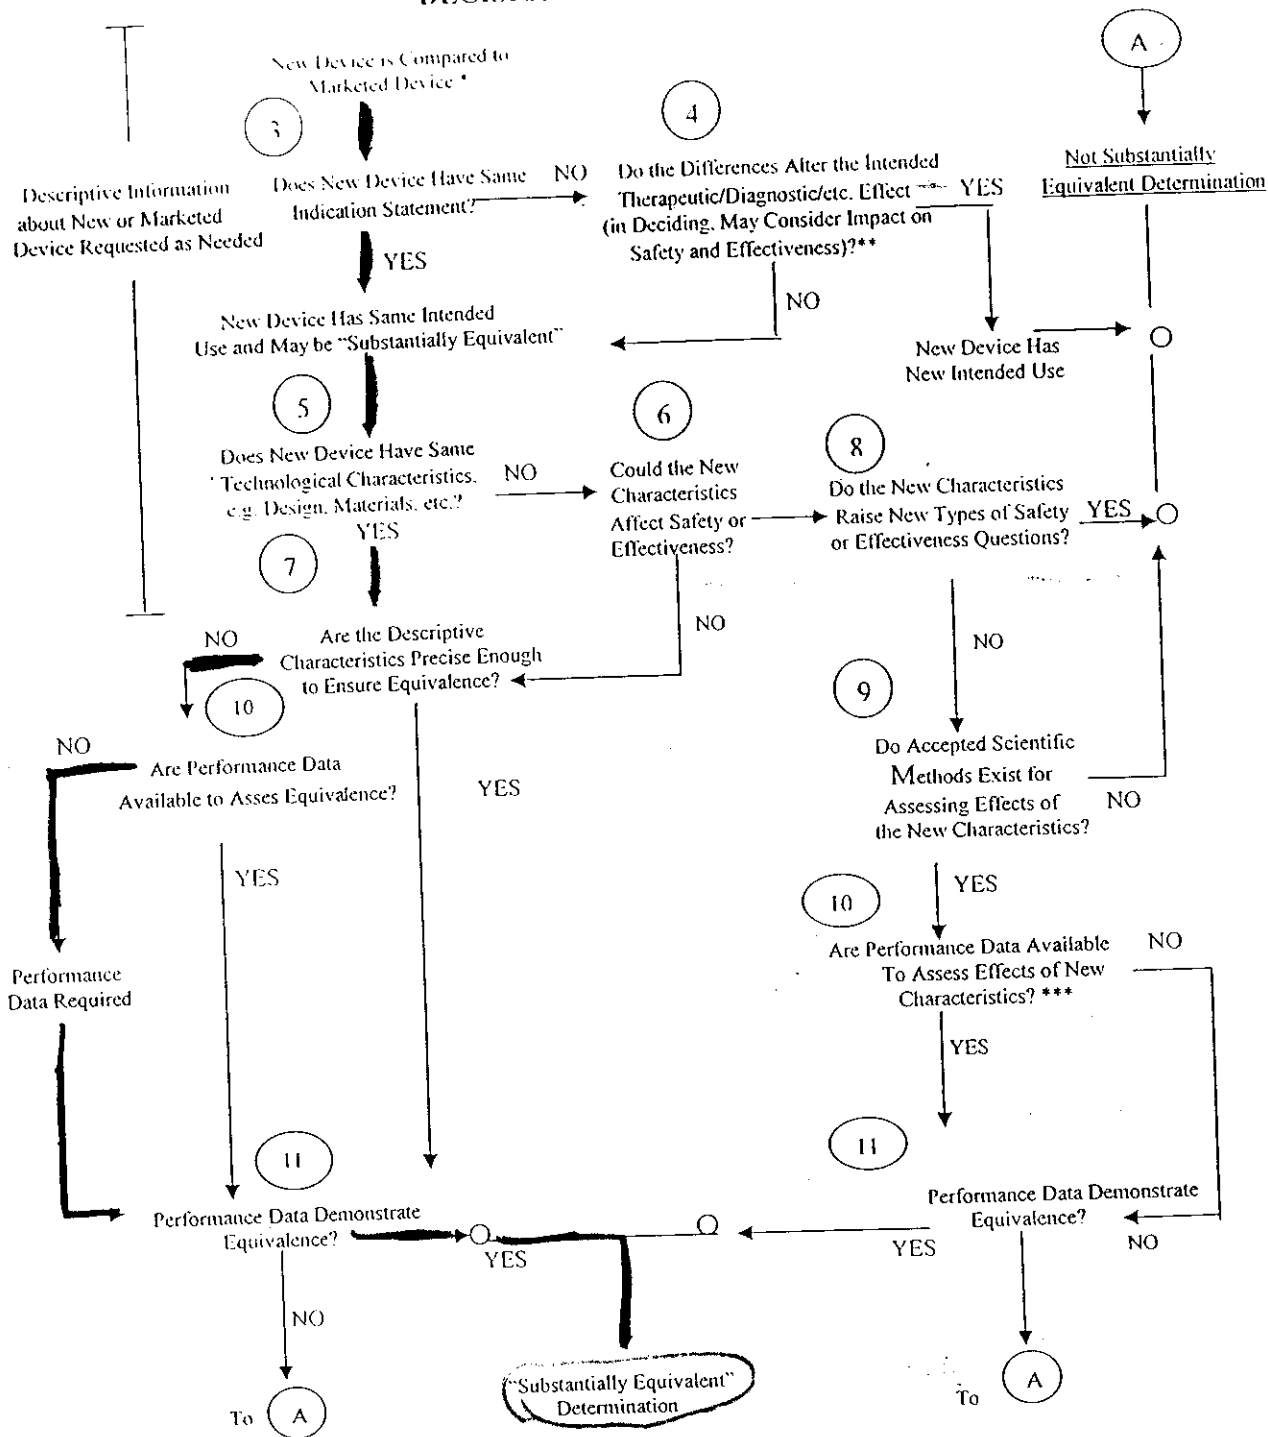 New Device is Compared to
Marketed Device *
3
4
A
Descriptive Information
about New or Marketed
Device Requested as Needed
Does New Device Have Same
Indication Statement?
NO
Do the Differences Alter the Intended
Therapeutic/Diagnostic/etc. Effect
(in Deciding, May Consider Impact on
Safety and Effectiveness)?**
YES
Not Substantially
Equivalent Determination
YES
NO
New Device Has Same Intended
Use and May be "Substantially Equivalent"
New Device Has
New Intended Use
5
6
8
Does New Device Have Same
Technological Characteristics,
e.g. Design, Materials, etc.?
YES
NO
Could the New
Characteristics
Affect Safety or
Effectiveness?
Do the New Characteristics
Raise New Types of Safety
or Effectiveness Questions?
YES
7
NO
Are the Descriptive
Characteristics Precise Enough
to Ensure Equivalence?
NO
NO
10
9
NO
Are Performance Data
Available to Asses Equivalence?
YES
Do Accepted Scientific
Methods Exist for
Assessing Effects of
the New Characteristics?
NO
YES
YES
10
Performance
Data Required
Are Performance Data Available
To Assess Effects of New
Characteristics? ***
NO
YES
11
11
Performance Data Demonstrate
Equivalence?
YES
Performance Data Demonstrate
Equivalence?
YES
NO
NO
To A
"Substantially Equivalent"
Determination
To A